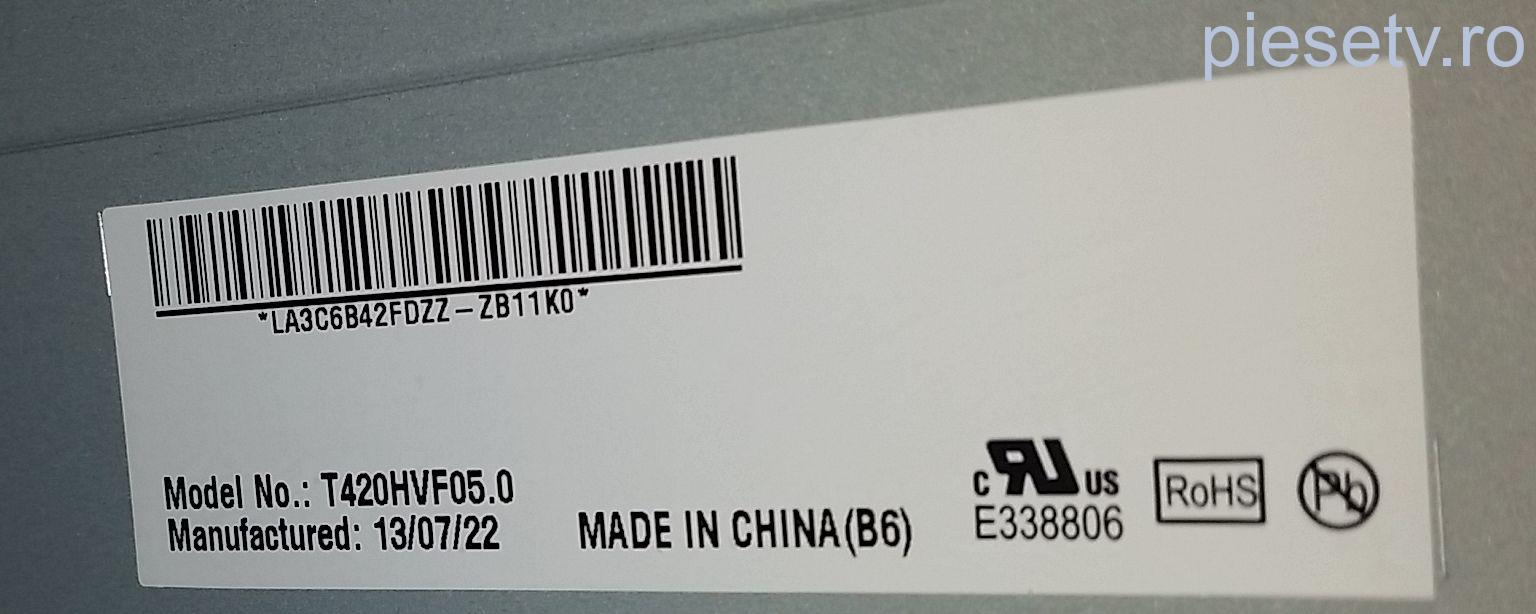 piesetv.ro
*LA3C6B42FDZZ-ZB11K0*
Model No.: T420HVF05.0
Manufactured: 13/07/22
MADE IN CHINA(B6)
c RU US
E338806
RoHS
Pb